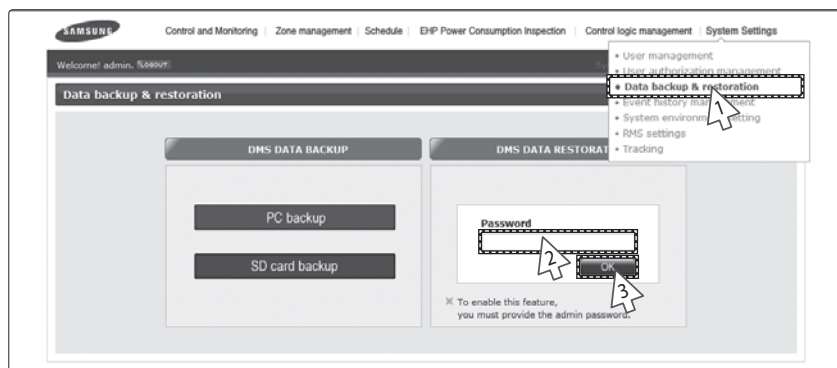 SAMSUNG
Control and Monitoring | Zone management | Schedule | EHP Power Consumption Inspection | Control logic management | System Settings
Welcome! admin. LOGOUT
• User management
• User authorization management
• Data backup & restoration
• Event history management
• System environment setting
• RMS settings
• Tracking
1
Data backup & restoration
DMS DATA BACKUP
DMS DATA RESTORAT
PC backup
SD card backup
Password
2
OK
3
※ To enable this feature,
you must provide the admin password.